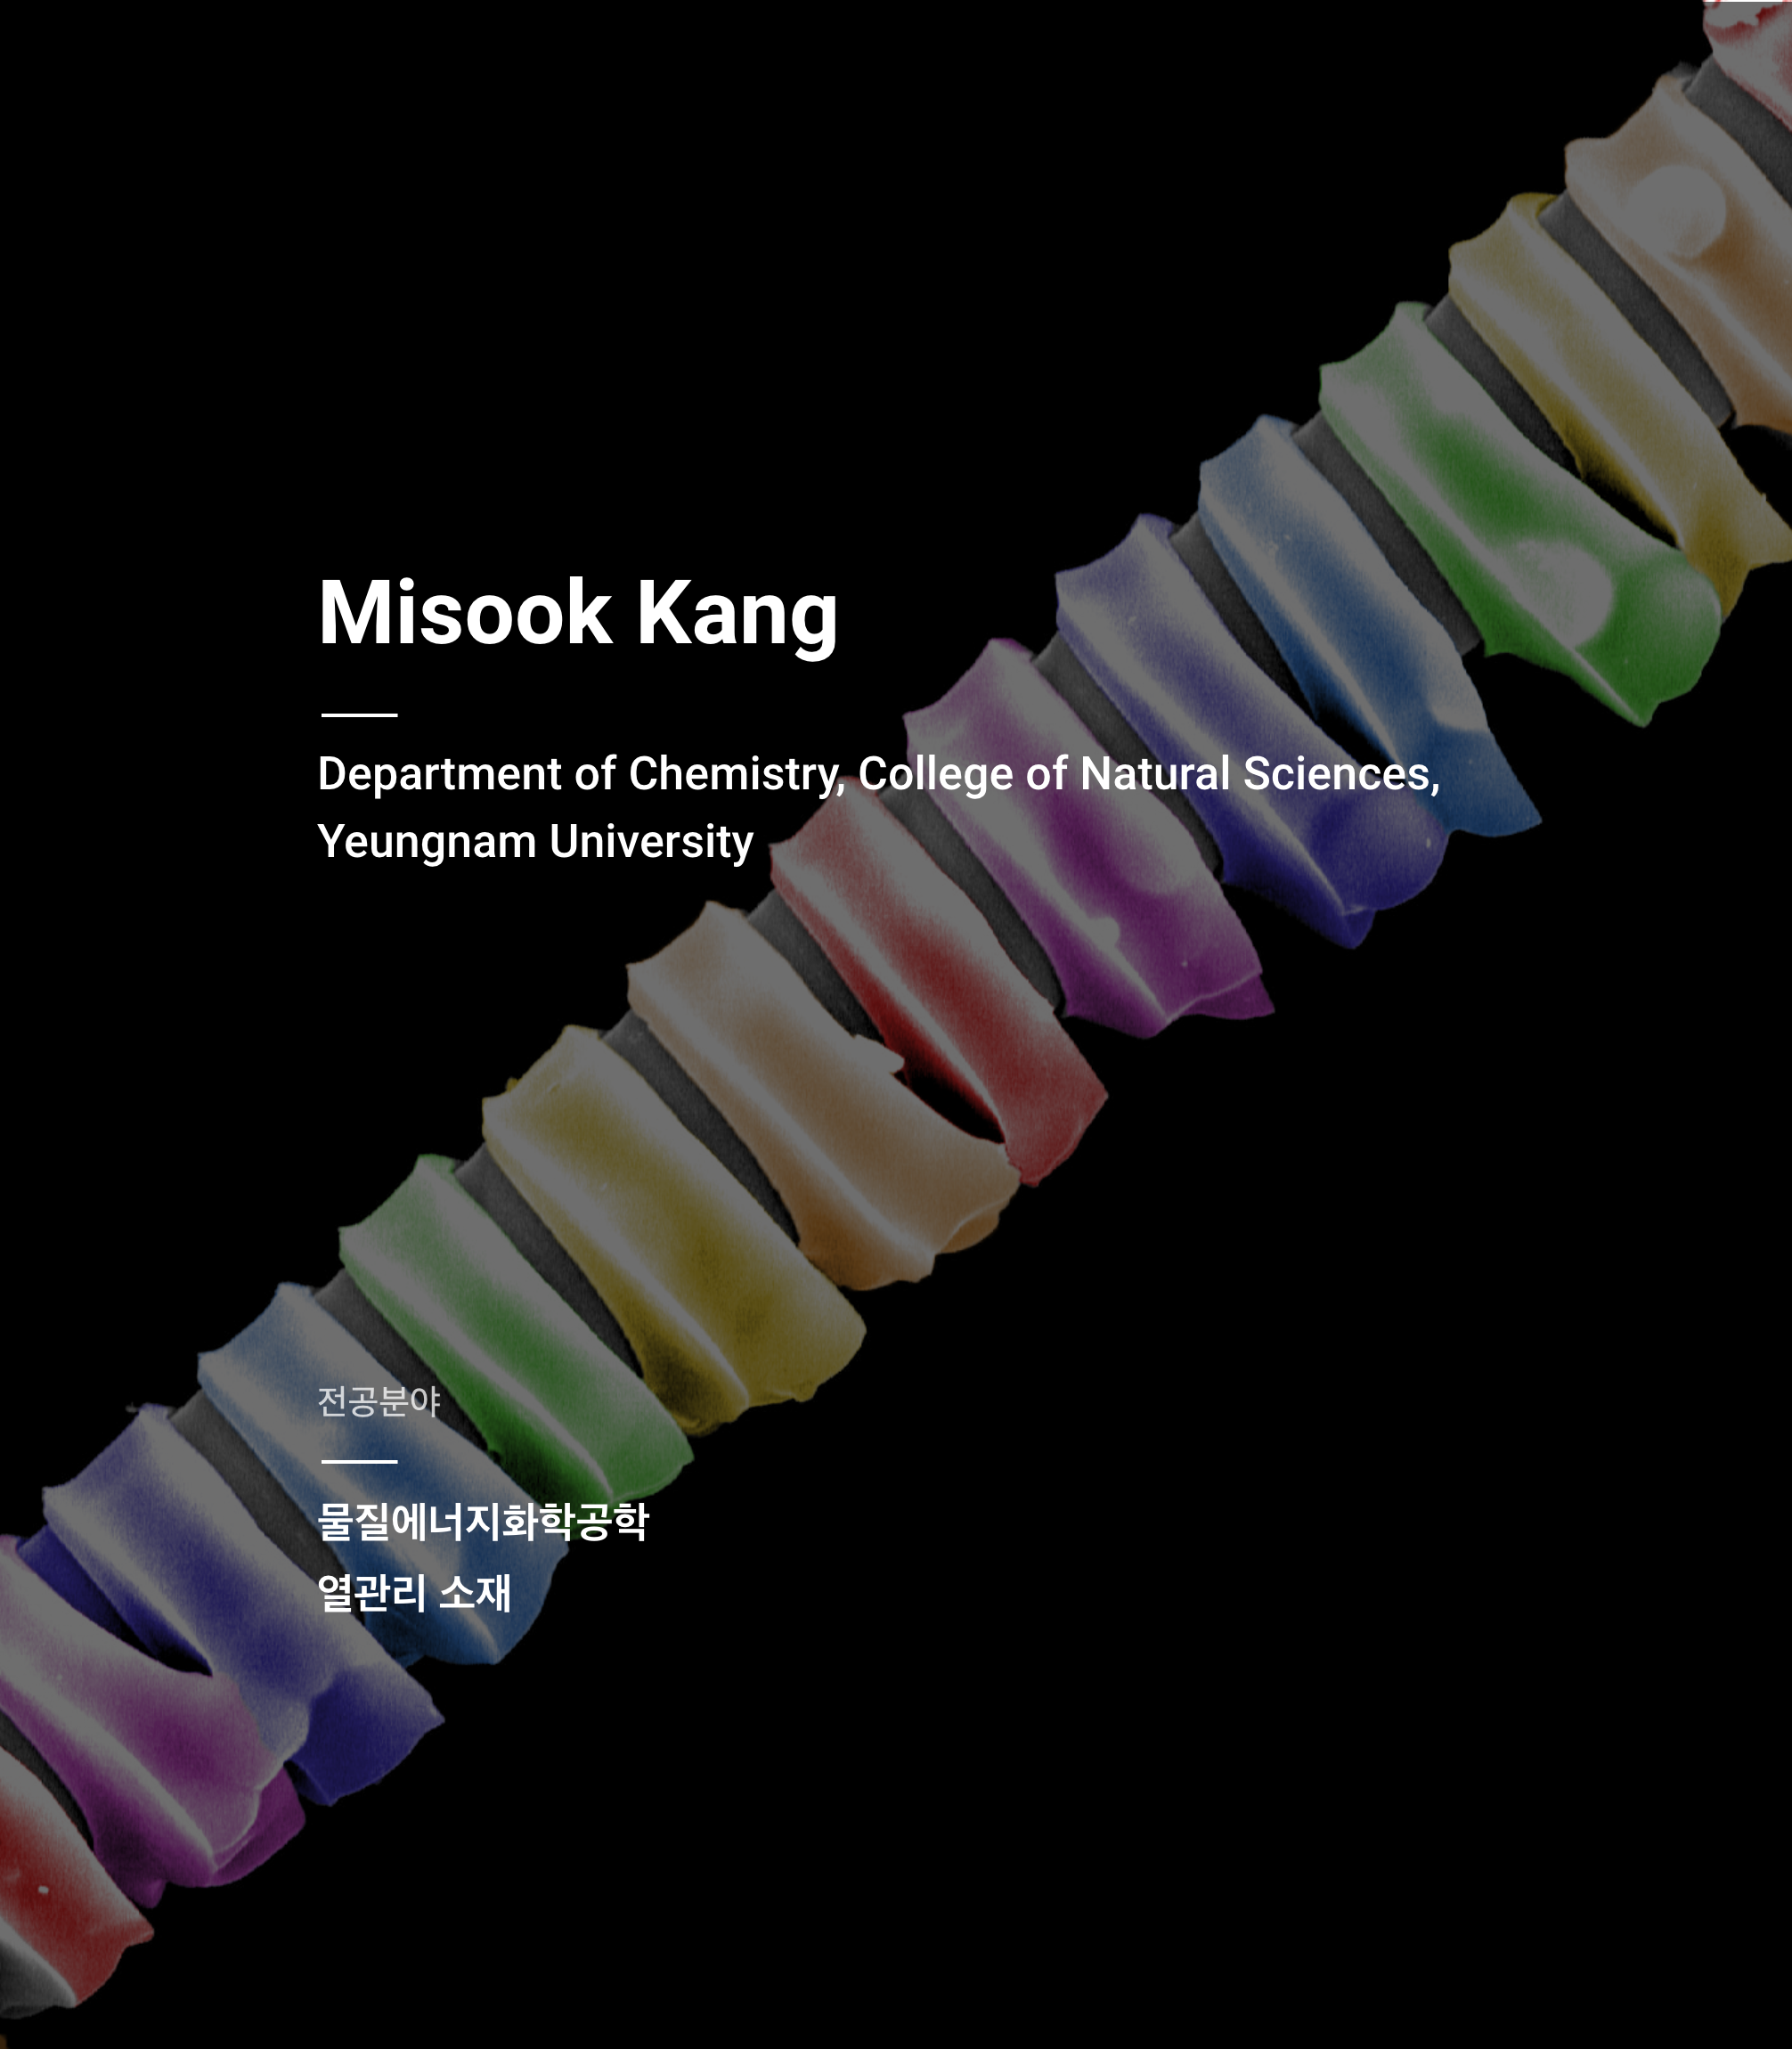 Misook Kang
Department of Chemistry, College of Natural Sciences,
Yeungnam University
전공분야
물질에너지화학공학
열관리 소재